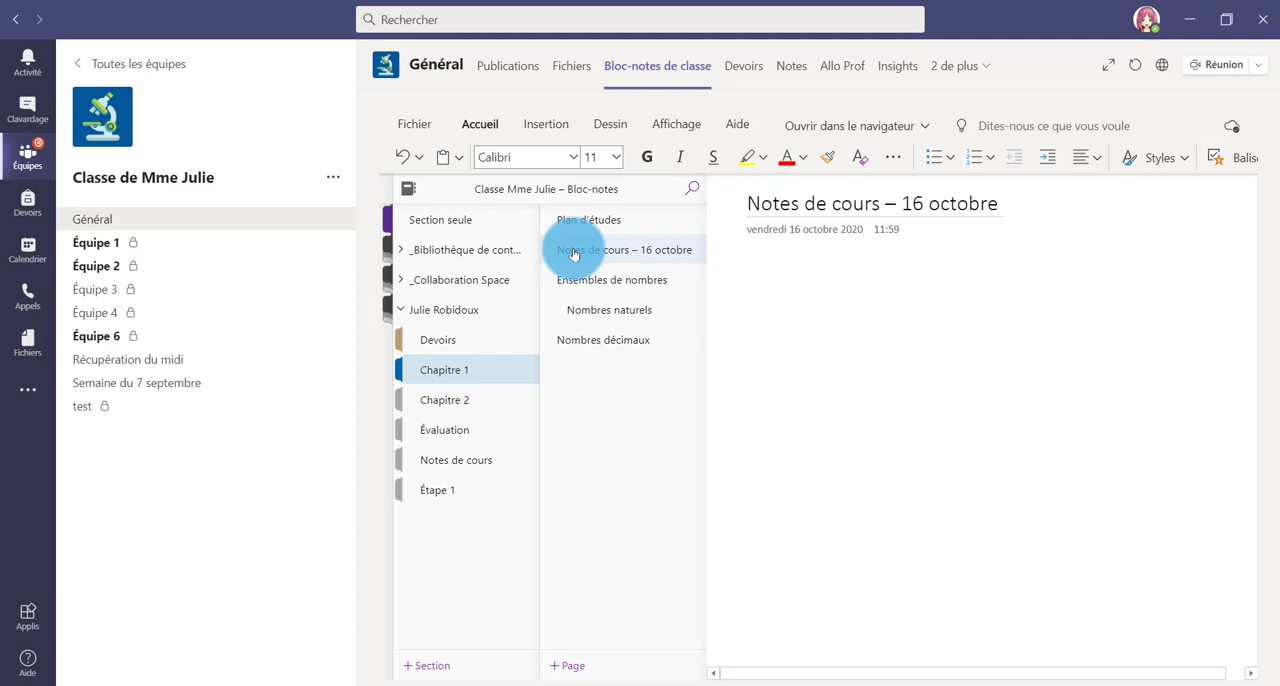 Rechercher
Activité
Clavardage
Équipes
Devoirs
Calendrier
Appels
Fichiers
Applis
Aide
Toutes les équipes
Classe de Mme Julie
Général
Équipe 1
Équipe 2
Équipe 3
Équipe 4
Équipe 6
Récupération du midi
Semaine du 7 septembre
test
Général Publications Fichiers Bloc-notes de classe Devoirs Notes Allo Prof Insights 2 de plus Réunion
Fichier Accueil Insertion Dessin Affichage Aide Ouvrir dans le navigateur Dites-nous ce que vous voule
Calibri 11 G I S A A Styles Balis
Classe Mme Julie – Bloc-notes
Section seule
_Bibliothèque de cont...
_Collaboration Space
Julie Robidoux
Devoirs
Chapitre 1
Chapitre 2
Évaluation
Notes de cours
Étape 1
+ Section
Plan d'études
Notes de cours – 16 octobre
Ensembles de nombres
Nombres naturels
Nombres décimaux
+ Page
Notes de cours – 16 octobre
vendredi 16 octobre 2020 11:59